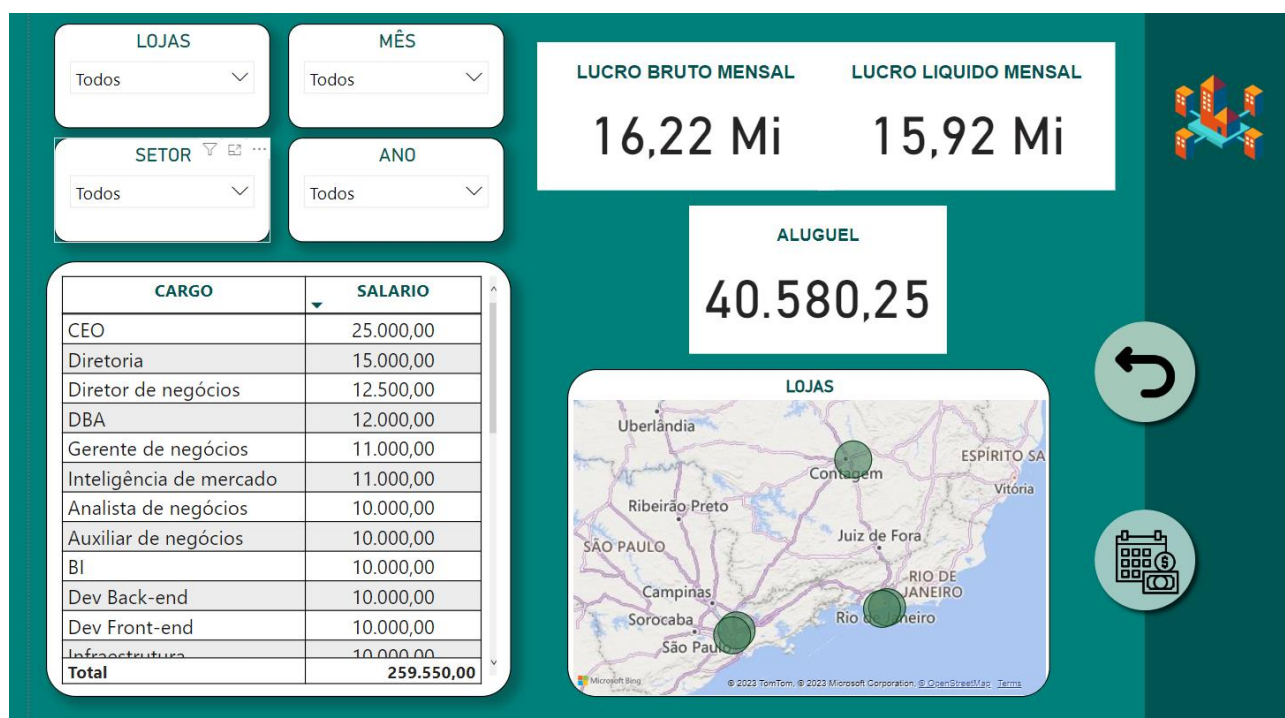 LOJAS
Todos
MÊS
Todos
SETOR
Todos
ANO
Todos
LUCRO BRUTO MENSAL
16,22 Mi
LUCRO LIQUIDO MENSAL
15,92 Mi
ALUGUEL
40.580,25
CARGO SALARIO
CEO 25.000,00
Diretoria 15.000,00
Diretor de negócios 12.500,00
DBA 12.000,00
Gerente de negócios 11.000,00
Inteligência de mercado 11.000,00
Analista de negócios 10.000,00
Auxiliar de negócios 10.000,00
BI 10.000,00
Dev Back-end 10.000,00
Dev Front-end 10.000,00
Infraestrutura 10.000,00
Total 259.550,00
LOJAS
Uberlândia
ESPÍRITO SA
Contagem
Vitória
Ribeirão Preto
Juiz de Fora
SÃO PAULO
RIO DE
JANEIRO
Campinas
Sorocaba
Rio de Janeiro
São Paulo
Microsoft Bing
© 2023 TomTom, © 2023 Microsoft Corporation, © OpenStreetMap Terms